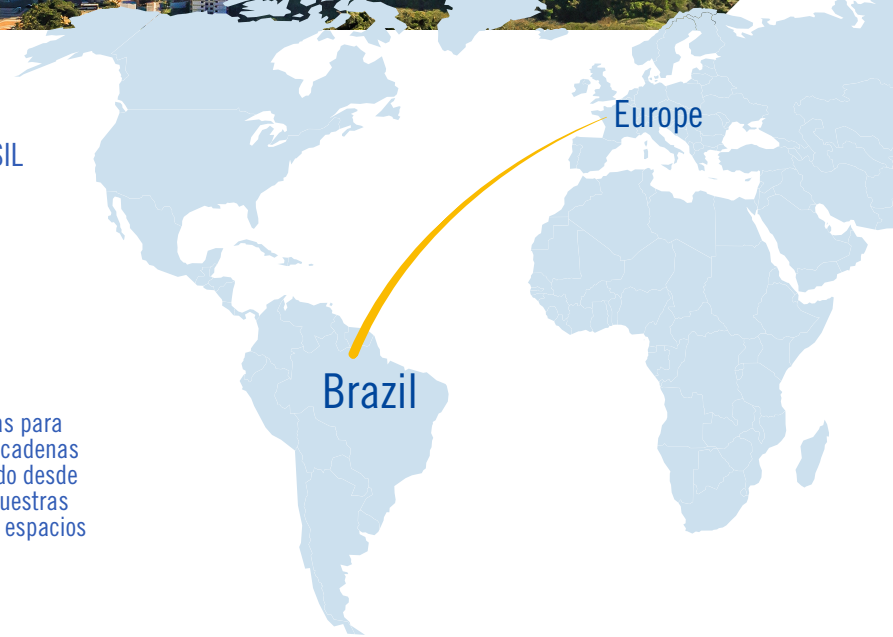 SIL
Europe
Brazil
as para
cadenas
do desde
uestras
espacios